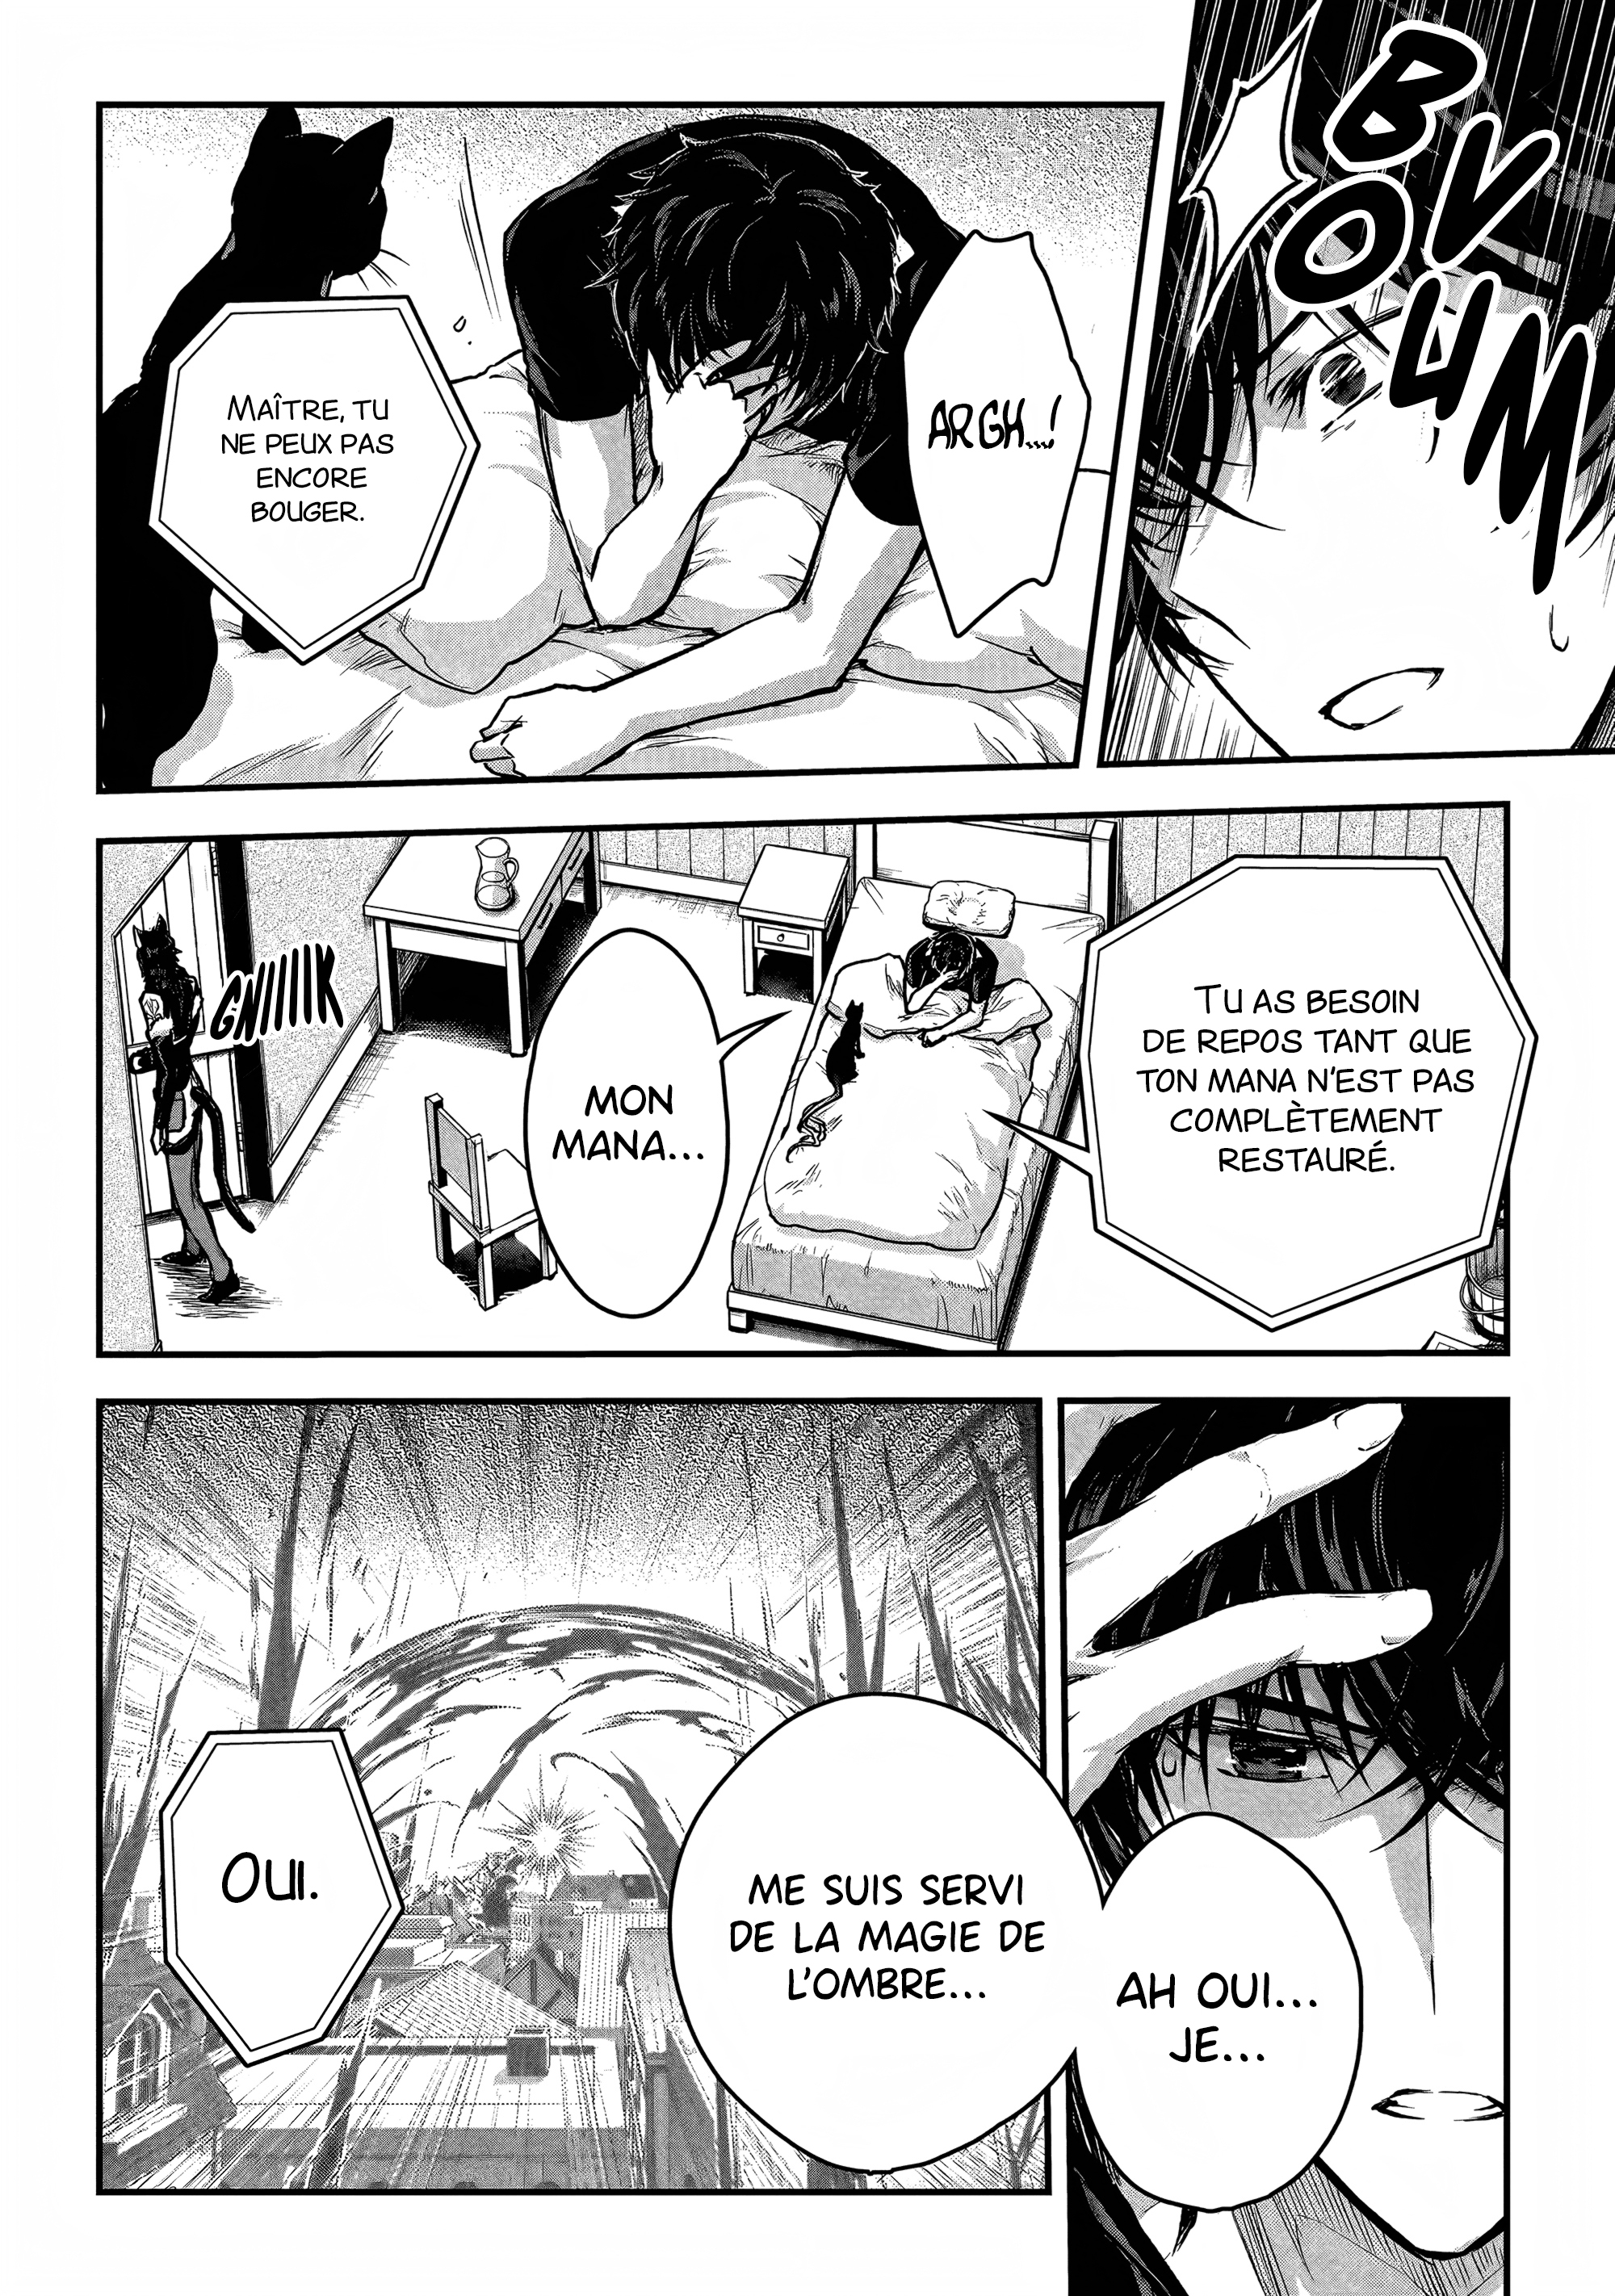 BVOUM
ARGH...!
MAÎTRE, TU
NE PEUX PAS
ENCORE
BOUGER.
TU AS BESOIN
DE REPOS TANT QUE
TON MANA N'EST PAS
COMPLÈTEMENT
RESTAURÉ.
MON
MANA...
GNIIIIK
AH OUI...
JE...
ME SUIS SERVI
DE LA MAGIE DE
L'OMBRE...
OUI.